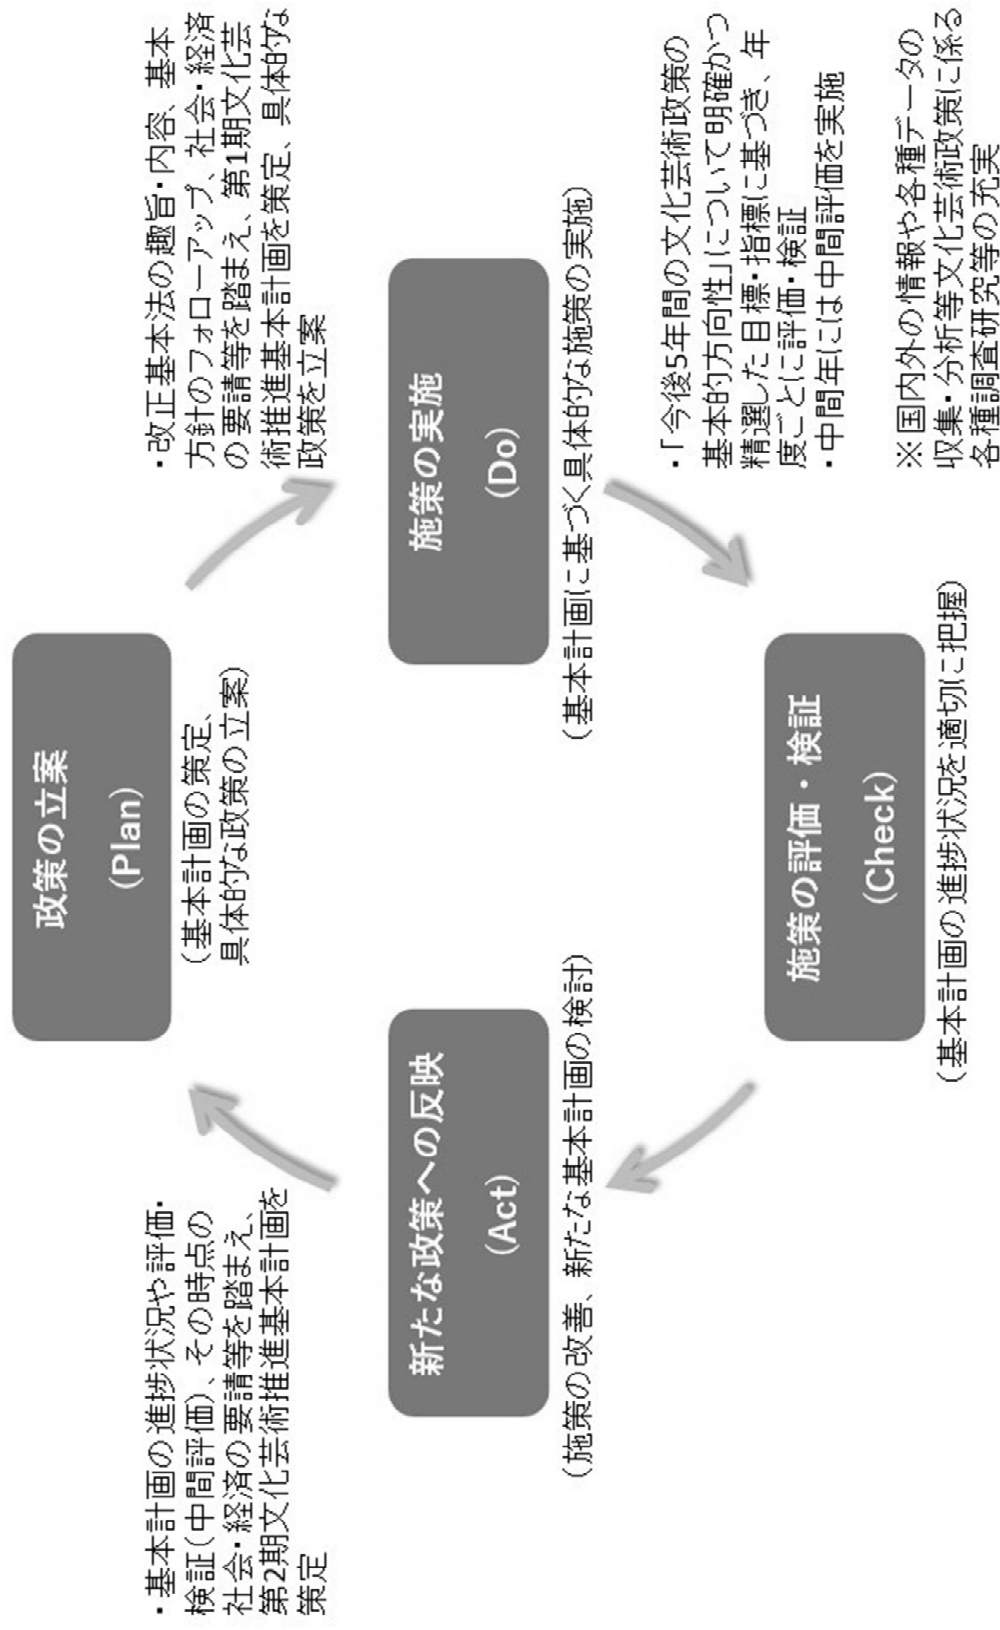 政策の立案
(Plan)
(基本計画の策定、
具体的な政策の立案)
・改正基本法の趣旨・内容、基本
方針のフォローアップ、社会・経済
の要請等を踏まえ、第1期文化芸
術推進基本計画を策定、具体的な
政策を立案
施策の実施
(Do)
(基本計画に基づく具体的な施策の実施)
・「今後5年間の文化芸術政策の
基本的方向性」について明確かつ
精選した目標・指標に基づき、年
度ごとに評価・検証
・中間年には中間評価を実施
※国内外の情報や各種データの
収集・分析等文化芸術政策に係る
各種調査研究等の充実
施策の評価・検証
(Check)
(基本計画の進捗状況を適切に把握)
新たな政策への反映
(Act)
(施策の改善、新たな基本計画の検討)
・基本計画の進捗状況や評価・
検証(中間評価)、その時点の
社会・経済の要請等を踏まえ、
第2期文化芸術推進基本計画を
策定